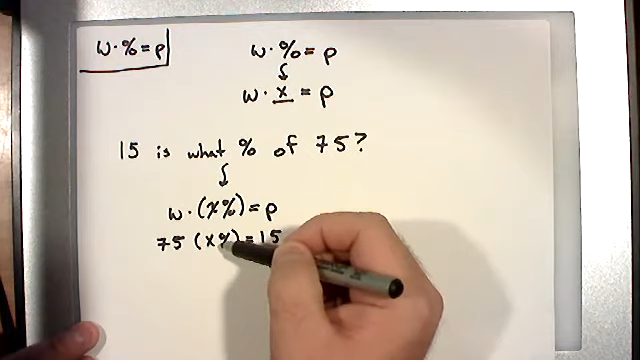 w·%=p
w·%=p
w·x=p
15 is what % of 75?
w·(x%)=p
75(x%)=15